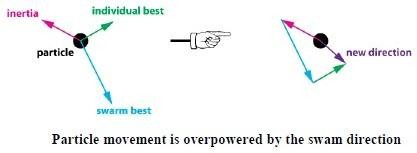 inertia
individual best
particle
new direction
swarm best
Particle movement is overpowered by the swam direction